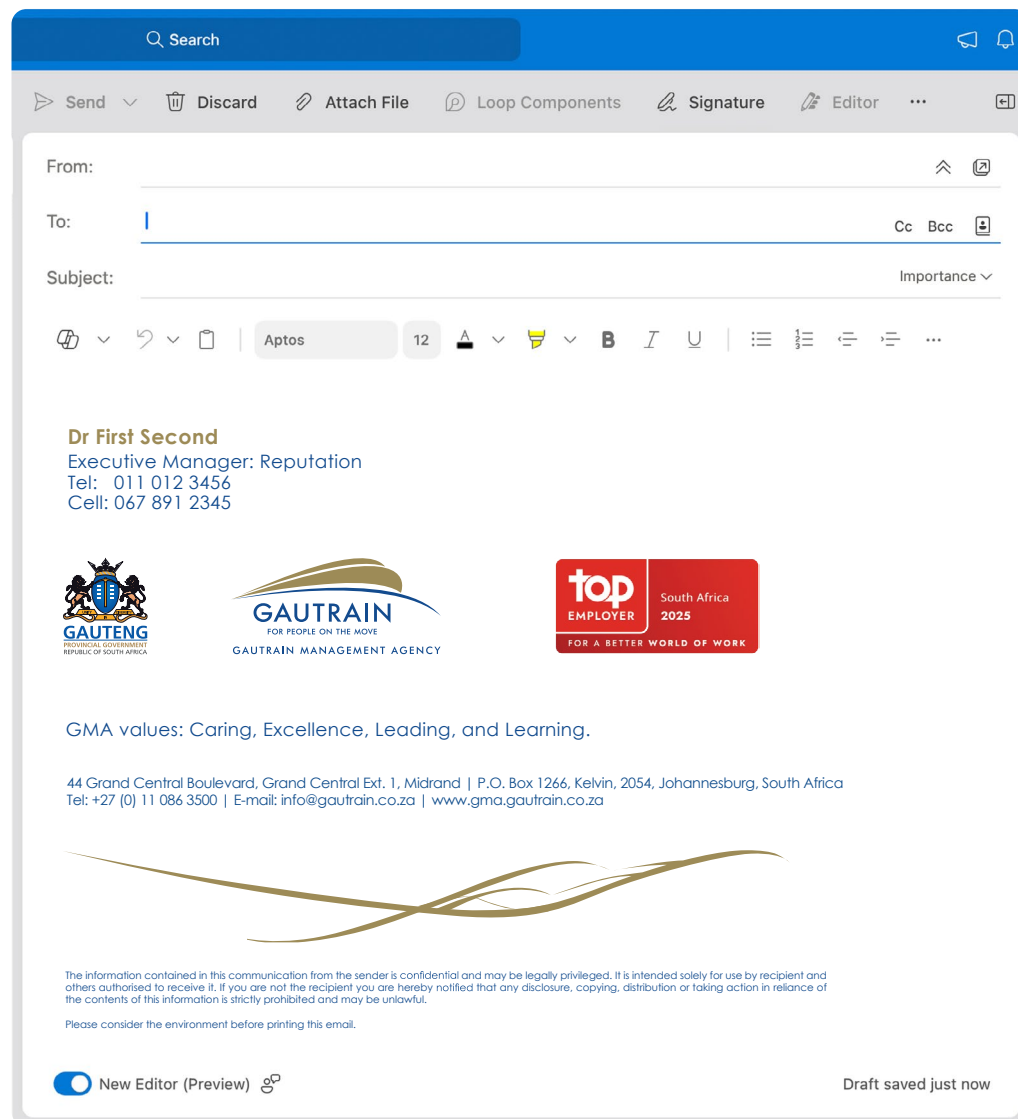 Search
Send
Discard
Attach File
Loop Components
Signature
Editor
...
From:
To:
Cc Bcc
Subject:
Importance
Aptos
12
A
B
I
U
...
Dr First Second
Executive Manager: Reputation
Tel: 011 012 3456
Cell: 067 891 2345
GAUTENG
PROVINCIAL GOVERNMENT
REPUBLIC OF SOUTH AFRICA
GAUTRAIN
FOR PEOPLE ON THE MOVE
GAUTRAIN MANAGEMENT AGENCY
top
EMPLOYER
South Africa
2025
FOR A BETTER WORLD OF WORK
GMA values: Caring, Excellence, Leading, and Learning.
44 Grand Central Boulevard, Grand Central Ext. 1, Midrand | P.O. Box 1266, Kelvin, 2054, Johannesburg, South Africa
Tel: +27 (0) 11 086 3500 | E-mail: info@gautrain.co.za | www.gma.gautrain.co.za
The information contained in this communication from the sender is confidential and may be legally privileged. It is intended solely for use by recipient and
others authorised to receive it. If you are not the recipient you are hereby notified that any disclosure, copying, distribution or taking action in reliance of
the contents of this information is strictly prohibited and may be unlawful.
Please consider the environment before printing this email.
New Editor (Preview)
Draft saved just now